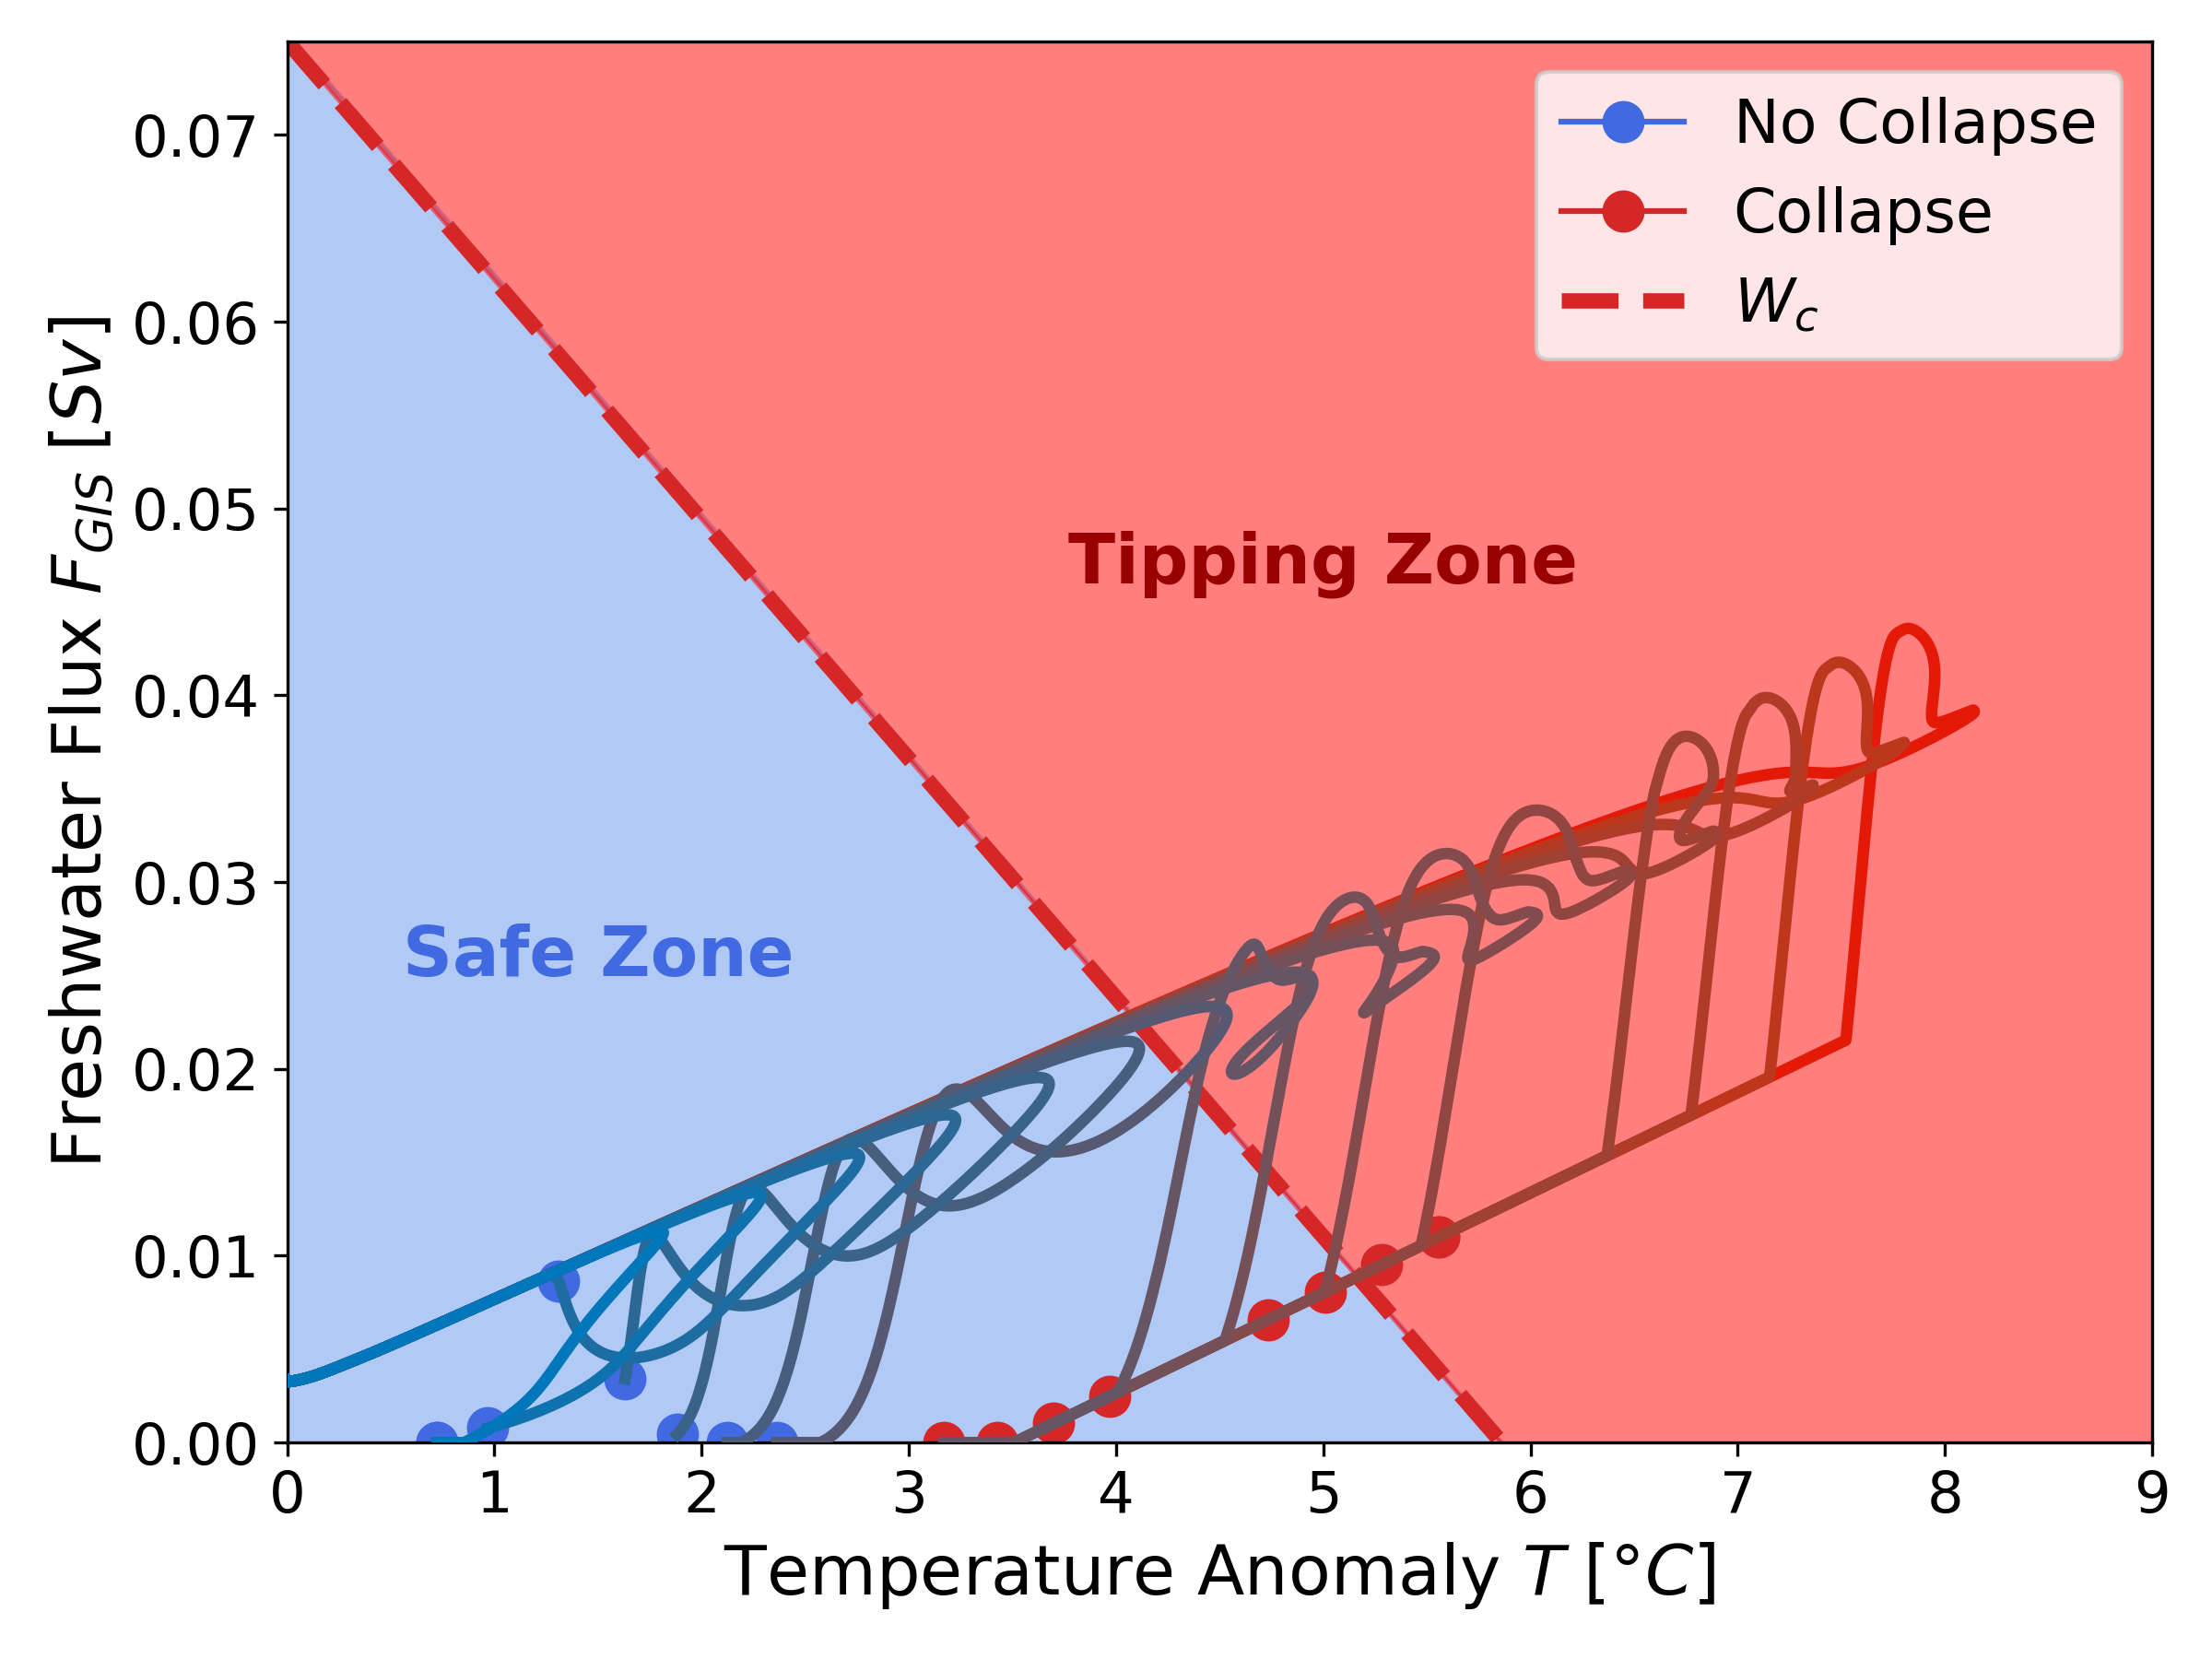 No Collapse
Collapse
W_c
Tipping Zone
Safe Zone
Freshwater Flux F_GIS [Sv]
0.07
0.06
0.05
0.04
0.03
0.02
0.01
0.00
0 1 2 3 4 5 6 7 8 9
Temperature Anomaly T [°C]